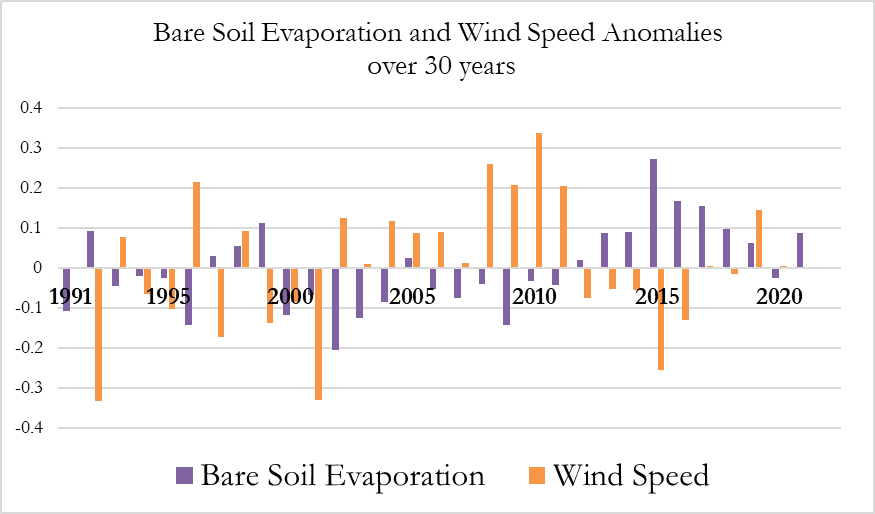 Bare Soil Evaporation and Wind Speed Anomalies
over 30 years
0.4
0.3
0.2
0.1
0
-0.1
-0.2
-0.3
-0.4
1991 1995 2000 2005 2010 2015 2020
Bare Soil Evaporation Wind Speed